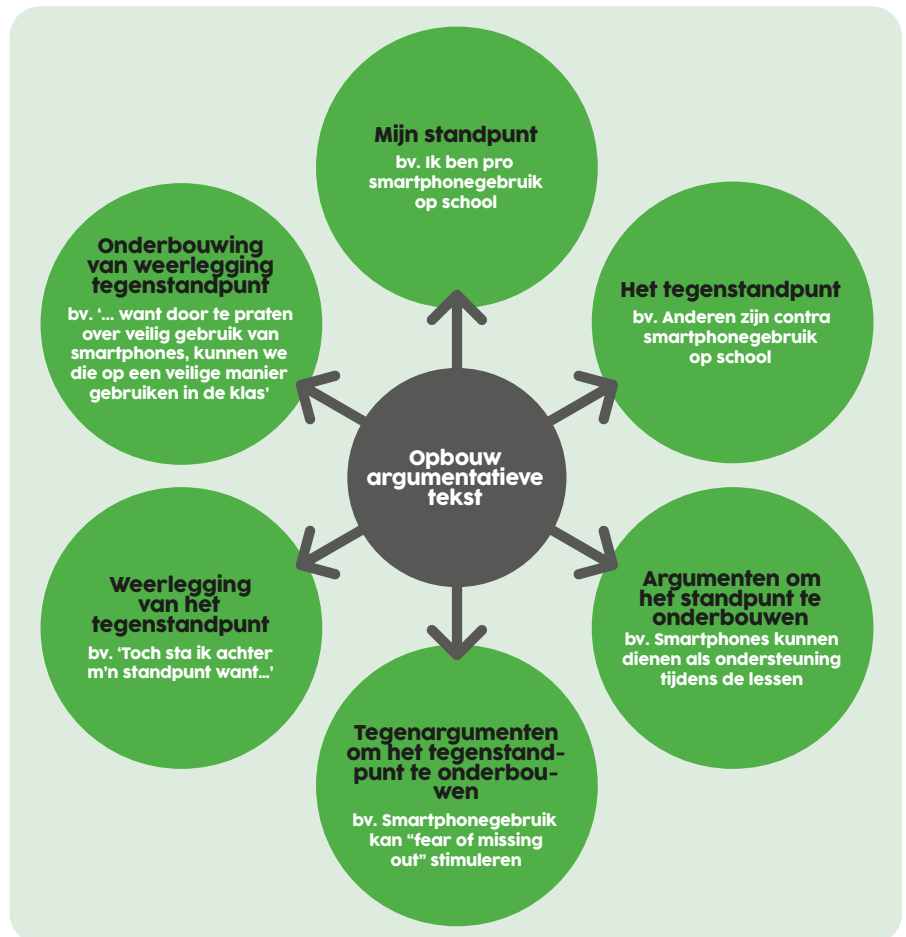 Mijn standpunt
bv. Ik ben pro
smartphonegebruik
op school
Het tegenstandpunt
bv. Anderen zijn contra
smartphonegebruik
op school
Argumenten om
het standpunt te
onderbouwen
bv. Smartphones kunnen
dienen als ondersteuning
tijdens de lessen
Tegenargumenten
om het tegenstand-
punt te onderbou-
wen
bv. Smartphonegebruik
kan “fear of missing
out” stimuleren
Weerlegging
van het
tegenstandpunt
bv. ‘Toch sta ik achter
m’n standpunt want...’
Onderbouwing
van weerlegging
tegenstandpunt
bv. ‘... want door te praten
over veilig gebruik van
smartphones, kunnen we
die op een veilige manier
gebruiken in de klas’
Opbouw
argumentatieve
tekst